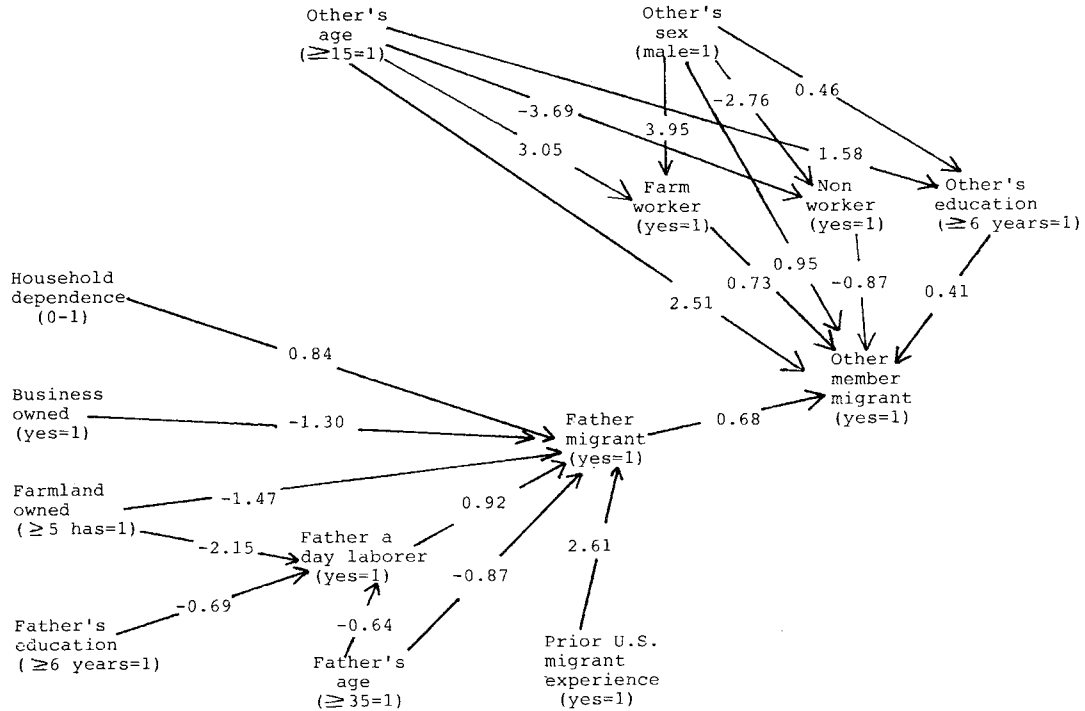 Other's
age
(≥15=1)
Other's
sex
(male=1)
0.46
-2.76
-3.69
3.95
3.05
1.58
Farm
worker
(yes=1)
Non
worker
(yes=1)
Other's
education
(≥6 years=1)
0.95
0.73
-0.87
2.51
0.41
Household
dependence
(0-1)
0.84
Other
member
migrant
(yes=1)
Business
owned
(yes=1)
-1.30
Father
migrant
(yes=1)
0.68
Farmland
owned
(≥5 has=1)
-1.47
0.92
-2.15
Father a
day laborer
(yes=1)
-0.87
2.61
-0.69
-0.64
Father's
education
(≥6 years=1)
Father's
age
(≥35=1)
Prior U.S.
migrant
experience
(yes=1)